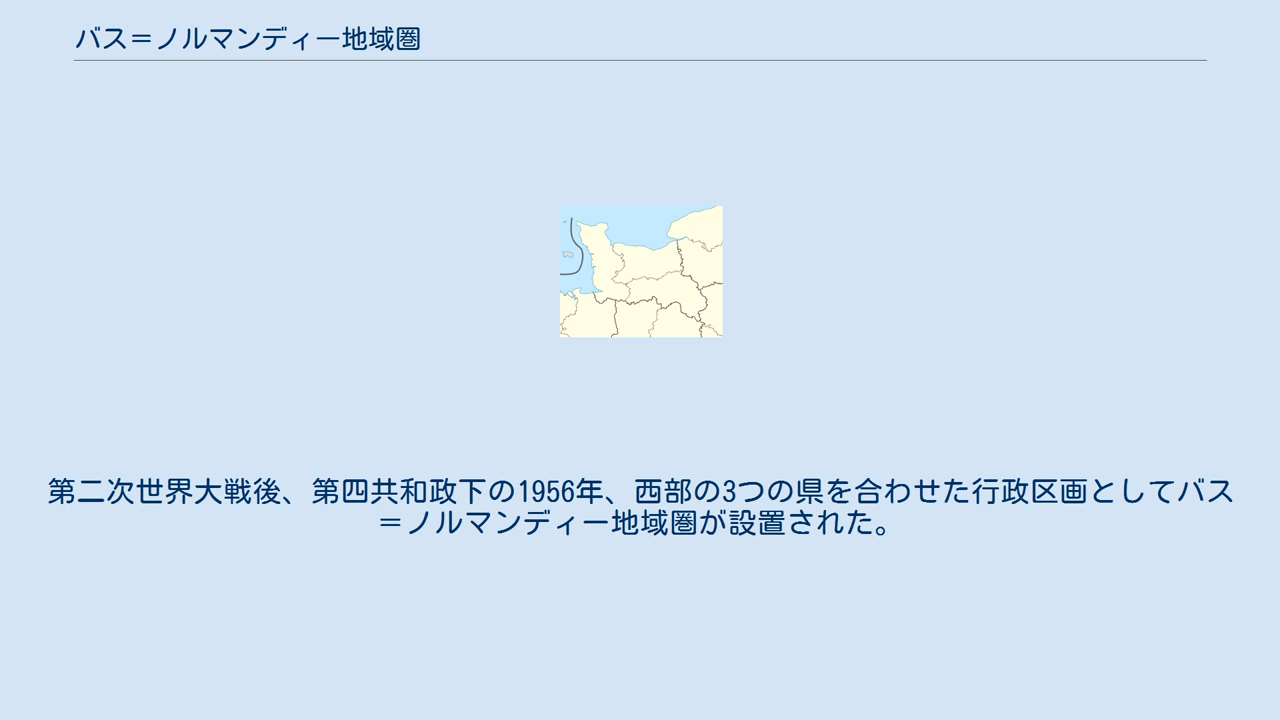 バス＝ノルマンディー地域圏
第二次世界大戦後、第四共和政下の1956年、西部の3つの県を合わせた行政区画としてバス
＝ノルマンディー地域圏が設置された。